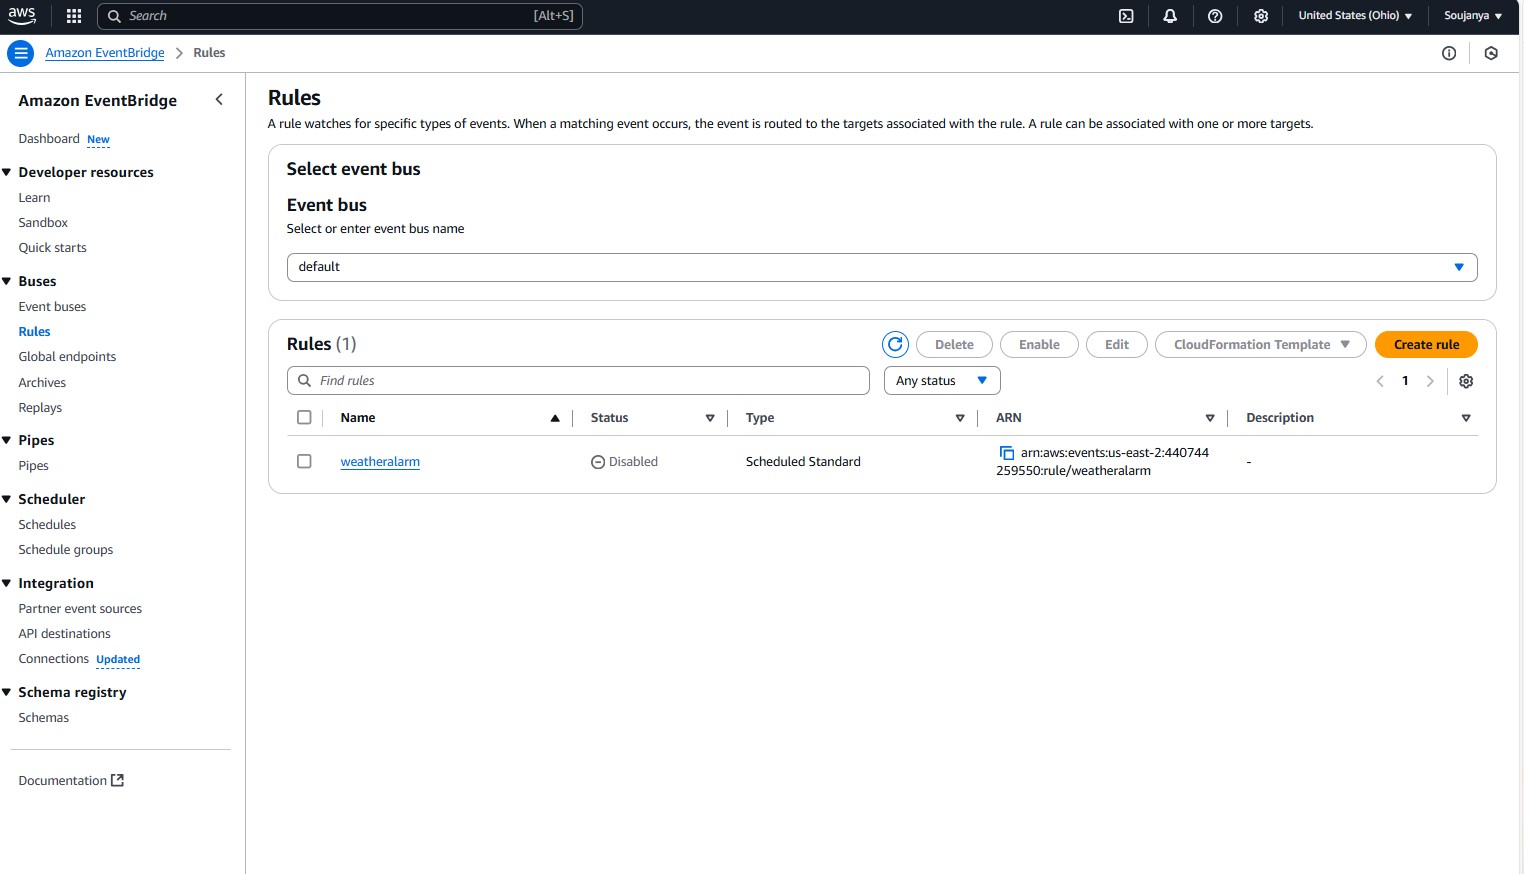 aws
Search [Alt+S]
United States (Ohio)
Soujanya
Amazon EventBridge > Rules
Amazon EventBridge
Dashboard New
Developer resources
Learn
Sandbox
Quick starts
Buses
Event buses
Rules
Global endpoints
Archives
Replays
Pipes
Pipes
Scheduler
Schedules
Schedule groups
Integration
Partner event sources
API destinations
Connections Updated
Schema registry
Schemas
Documentation
Rules
A rule watches for specific types of events. When a matching event occurs, the event is routed to the targets associated with the rule. A rule can be associated with one or more targets.
Select event bus
Event bus
Select or enter event bus name
default
Rules (1)
Delete
Enable
Edit
CloudFormation Template
Create rule
Find rules
Any status
1
Name Status Type ARN Description
weatheralarm Disabled Scheduled Standard arn:aws:events:us-east-2:440744
259550:rule/weatheralarm -